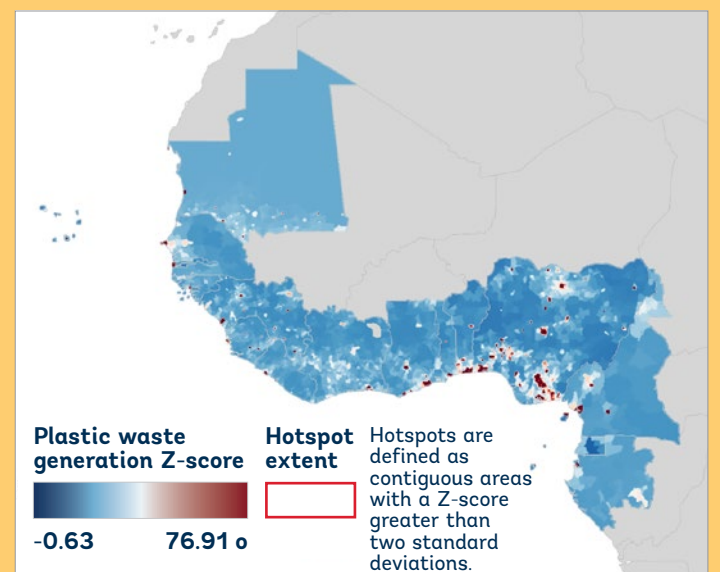 Plastic waste
generation Z-score
-0.63 76.91 o
Hotspot
extent
Hotspots are
defined as
contiguous areas
with a Z-score
greater than
two standard
deviations.